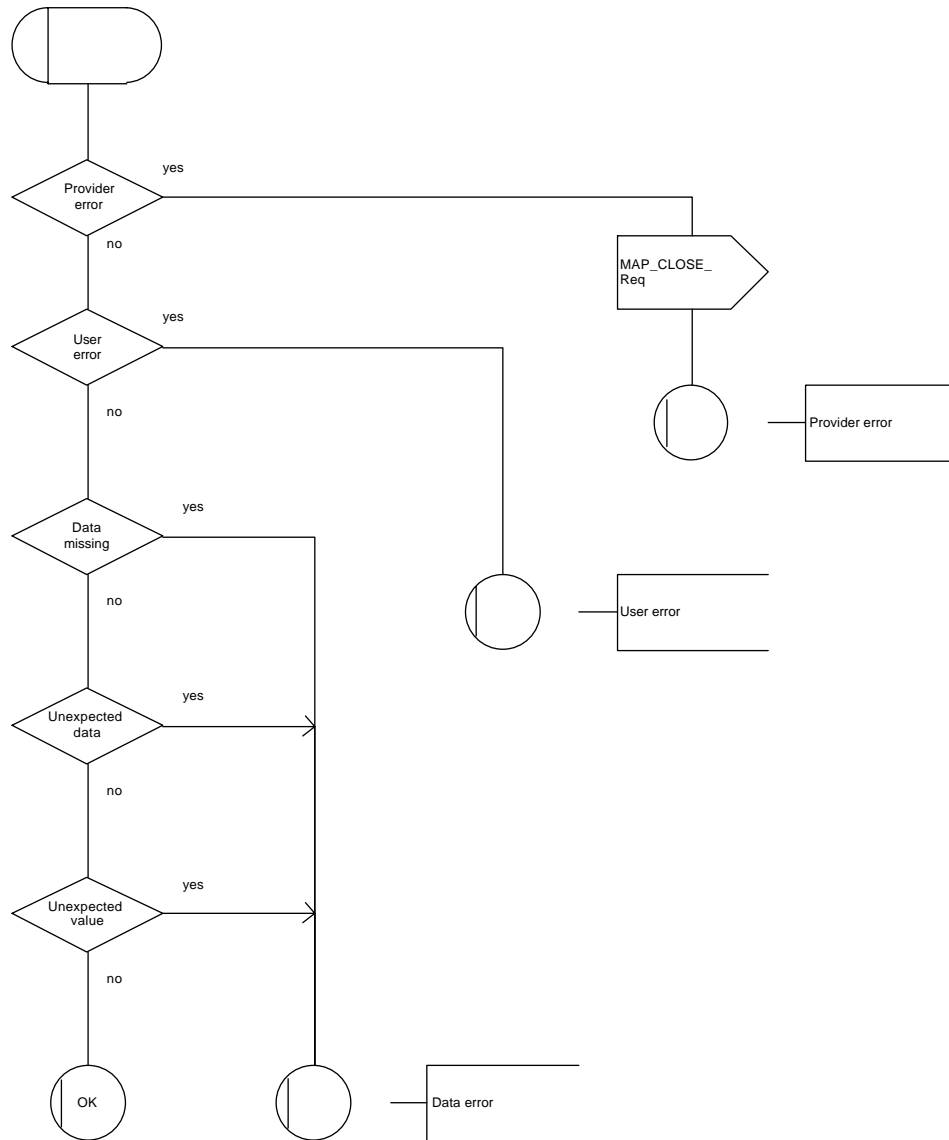 yes
Provider
error
no
MAP_CLOSE_
Req
yes
User
error
no
Provider error
yes
Data
missing
no
User error
yes
Unexpected
data
no
yes
Unexpected
value
no
OK
Data error